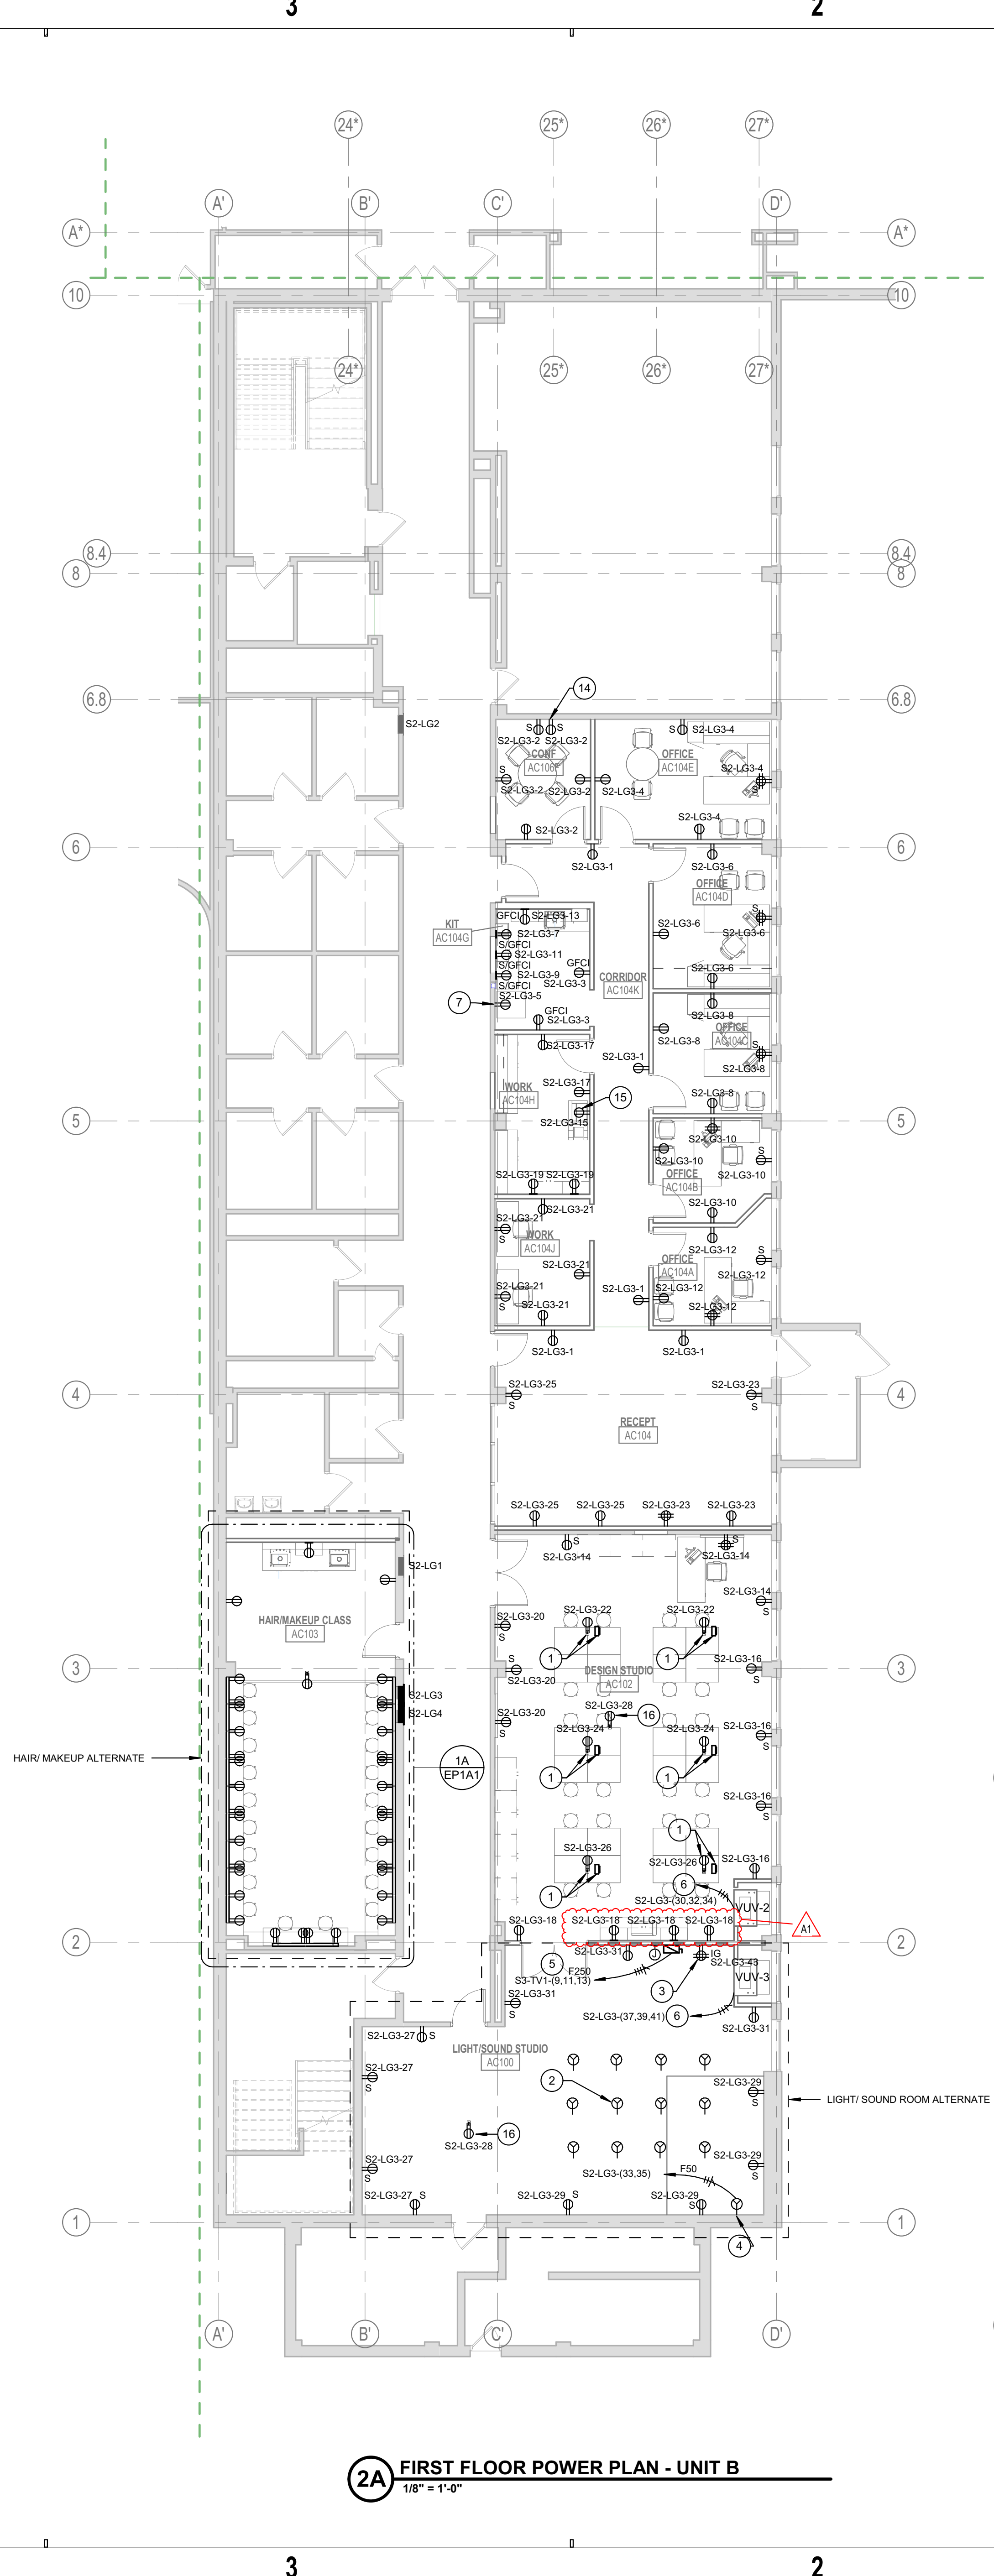 3 2
24* 25* 26* 27*
A' B' C' D'
A* A*
10 10
24* 25* 26* 27*
8.4 8.4
8 8
6.8 6.8
14
S2-LG2
S S S S2-LG3-4
S2-LG3-2 S2-LG3-2
CONF OFFICE
AC104E
S S2-LG3-4
S2-LG3-2 S2-LG3-2 S2-LG3-4 S
S2-LG3-2 S2-LG3-4
6 6
S2-LG3-1 S2-LG3-6
OFFICE
AC104D
GFCI S2-LG3-13 S
KIT S2-LG3-7 S2-LG3-6 S2-LG3-6
AC104G
S/GFCI
S2-LG3-11
S/GFCI GFCI
S2-LG3-9 S2-LG3-3 CORRIDOR S2-LG3-6
S/GFCI AC104K
7 S2-LG3-5
GFCI
S2-LG3-3 S2-LG3-8
OFFICE
AC104C
S2-LG3-17 S2-LG3-8
S2-LG3-1 S2-LG3-8
WORK S2-LG3-17
AC104H 15 S2-LG3-8
5 S2-LG3-15 5
S2-LG3-10
S
S2-LG3-10 S2-LG3-10
S2-LG3-19 S2-LG3-19 OFFICE
AC104B
S2-LG3-10
S2-LG3-21 S2-LG3-21
S WORK S2-LG3-12
AC104J OFFICE S
AC104A
S2-LG3-21 S2-LG3-12
S2-LG3-21 S2-LG3-1 S2-LG3-12
S S2-LG3-21 S2-LG3-12
S2-LG3-1 S2-LG3-1
4 S2-LG3-25 S2-LG3-23 4
S S
RECEPT
AC104
S2-LG3-25 S2-LG3-25 S2-LG3-23 S2-LG3-23
S S
S2-LG3-14 S2-LG3-14
S2-LG1
S2-LG3-14
S
HAIR/MAKEUP CLASS S2-LG3-20 S2-LG3-22 S2-LG3-22
AC103 S
1 1
3 S DESIGN STUDIO S2-LG3-16 3
S2-LG3-20 AC102 S
S2-LG3 S2-LG3-28
S2-LG4 S2-LG3-20 16
S S2-LG3-24 S2-LG3-24 S2-LG3-16
S
HAIR/ MAKEUP ALTERNATE 1A
EP1A1 1 1
S2-LG3-16
S
1
S2-LG3-26 S2-LG3-26 S2-LG3-16
1 6
S2-LG3-(30,32,34) VUV-2
S2-LG3-18 S2-LG3-18 S2-LG3-18 S2-LG3-18 A1
2 2
S2-LG3-31 IG
5 F250 S2-LG3-43
S3-TV1-(9,11,13) 3 VUV-3
S2-LG3-31 S2-LG3-(37,39,41) 6
S2-LG3-31
S2-LG3-27 S
LIGHT/SOUND STUDIO
AC100
S2-LG3-27
S 2 S2-LG3-29
S LIGHT/ SOUND ROOM ALTERNATE
16
S2-LG3-28
S2-LG3-27 S2-LG3-29
S S2-LG3-(33,35) F50 S
S2-LG3-27 S S2-LG3-29 S S2-LG3-29
S
1 1
4
A' B' C' D'
2A FIRST FLOOR POWER PLAN - UNIT B
1/8" = 1'-0"
3 2